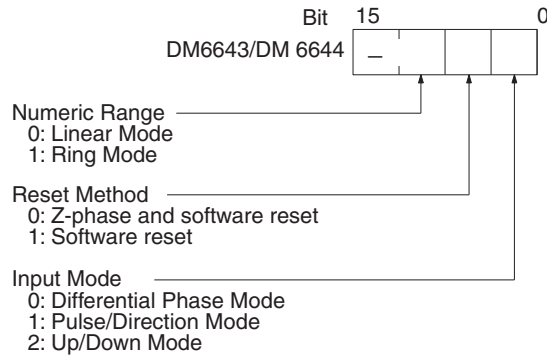 Bit 15 0
DM6643/DM 6644 –
Numeric Range
0: Linear Mode
1: Ring Mode
Reset Method
0: Z-phase and software reset
1: Software reset
Input Mode
0: Differential Phase Mode
1: Pulse/Direction Mode
2: Up/Down Mode